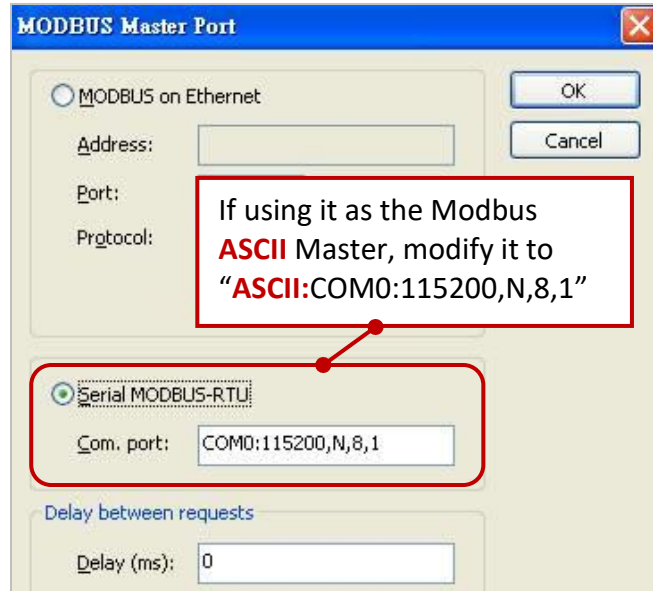 MODBUS Master Port
MODBUS on Ethernet
OK
Address:
Cancel
Port:
Protocol:
If using it as the Modbus
ASCII Master, modify it to
“ASCII:COM0:115200,N,8,1”
Serial MODBUS-RTU
Com. port: COM0:115200,N,8,1
Delay between requests
Delay (ms): 0